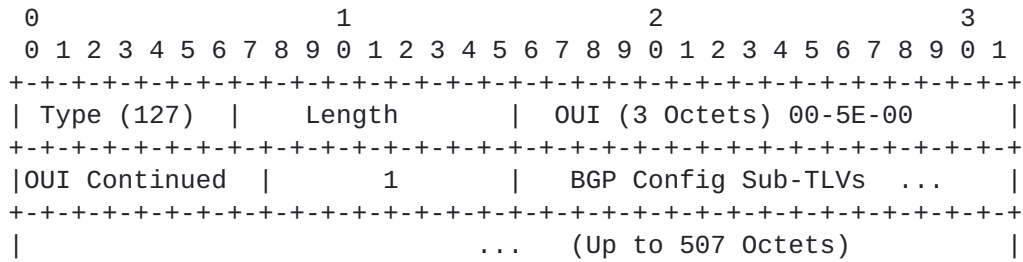 0                   1                   2                   3
 0 1 2 3 4 5 6 7 8 9 0 1 2 3 4 5 6 7 8 9 0 1 2 3 4 5 6 7 8 9 0 1
+-+-+-+-+-+-+-+-+-+-+-+-+-+-+-+-+-+-+-+-+-+-+-+-+-+-+-+-+-+-+-+-+
| Type (127)  |    Length       |  OUI (3 Octets) 00-5E-00      |
+-+-+-+-+-+-+-+-+-+-+-+-+-+-+-+-+-+-+-+-+-+-+-+-+-+-+-+-+-+-+-+-+
|OUI Continued  |       1       |   BGP Config Sub-TLVs  ...    |
+-+-+-+-+-+-+-+-+-+-+-+-+-+-+-+-+-+-+-+-+-+-+-+-+-+-+-+-+-+-+-+-+
|                             ...   (Up to 507 Octets)          |